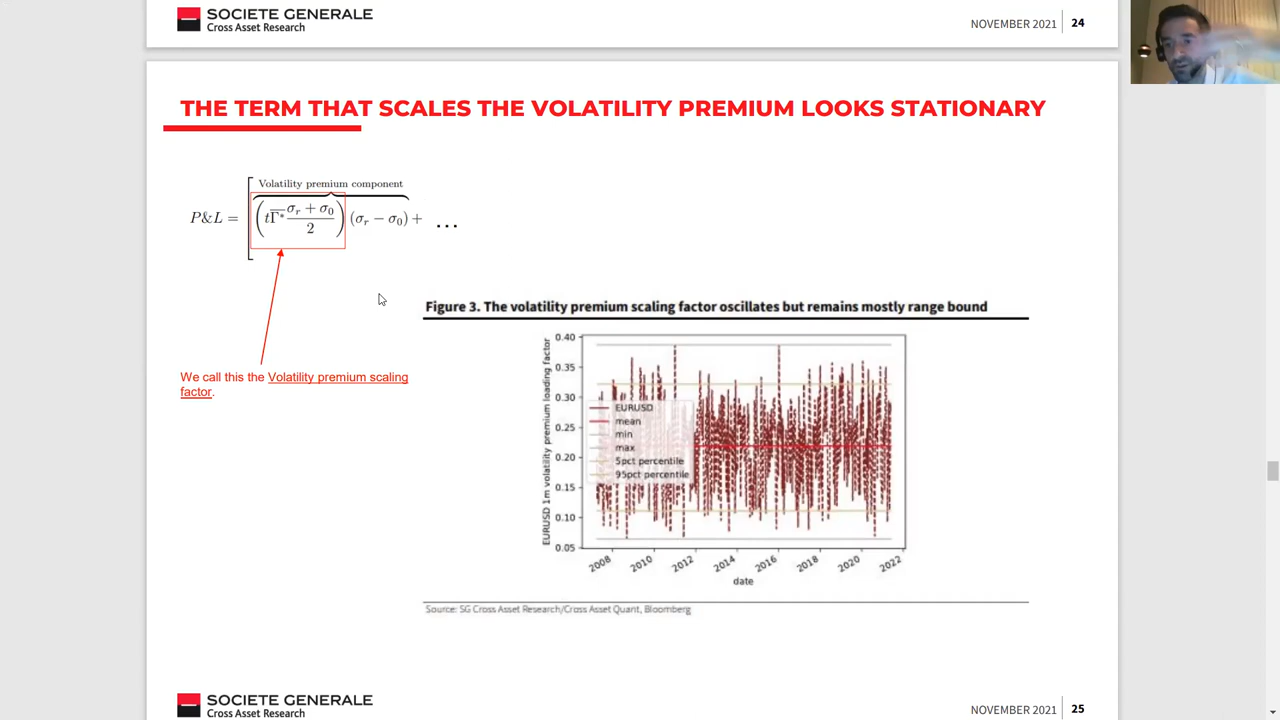 SOCIETE GENERALE
Cross Asset Research
NOVEMBER 2021 24
THE TERM THAT SCALES THE VOLATILITY PREMIUM LOOKS STATIONARY
Volatility premium component
P&L = [ ( tΓ̅* (σ_r + σ_0) / 2 ) (σ_r − σ_0) + ...
We call this the Volatility premium scaling
factor.
Figure 3. The volatility premium scaling factor oscillates but remains mostly range bound
EURUSD 1m volatility premium loading factor
0.40
0.35
0.30
0.25
0.20
0.15
0.10
0.05
EURUSD
mean
min
max
5pct percentile
95pct percentile
2008 2010 2012 2014 2016 2018 2020 2022
date
Source: SG Cross Asset Research/Cross Asset Quant, Bloomberg
SOCIETE GENERALE
Cross Asset Research
NOVEMBER 2021 25